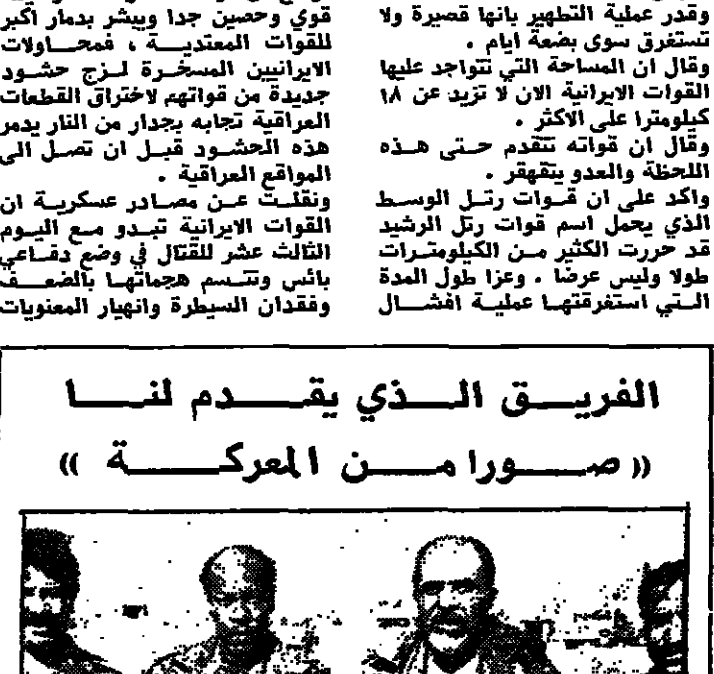 وقدر عملية التطهير بانها قصيرة ولا
تستغرق سوى بضعة ايام .
وقال ان المساحة التي تتواجد عليها
القوات الايرانية الان لا تزيد عن ١٨
كيلومترا على الاكثر .
وقال ان قواته تتقدم حتى هذه
اللحظة والعدو يتقهقر .
واكد على ان قوات رتل الوسط
الذي يحمل اسم قوات رتل الرشيد
قد حررت الكثير من الكيلومترات
طولا وليس عرضا . وعزا طول المدة
التي استغرقتها عملية افشال
قوي وحصين جدا ويبشر بدمار اكبر
للقوات المعتدية ، فمحاولات
الايرانيين المسخرة لزج حشود
جديدة من قواتهم لاختراق القطعات
العراقية تجابه بجدار من النار يدمر
هذه الحشود قبل ان تصل الى
المواقع العراقية .
ونقلت عن مصادر عسكرية ان
القوات الايرانية تبدو مع اليوم
الثالث عشر للقتال في وضع دفاعي
بائس وتتسم هجماتها بالضعف
وفقدان السيطرة وانهيار المعنويات
الفريق الذي يقدم لنا
« صورا من المعركة »